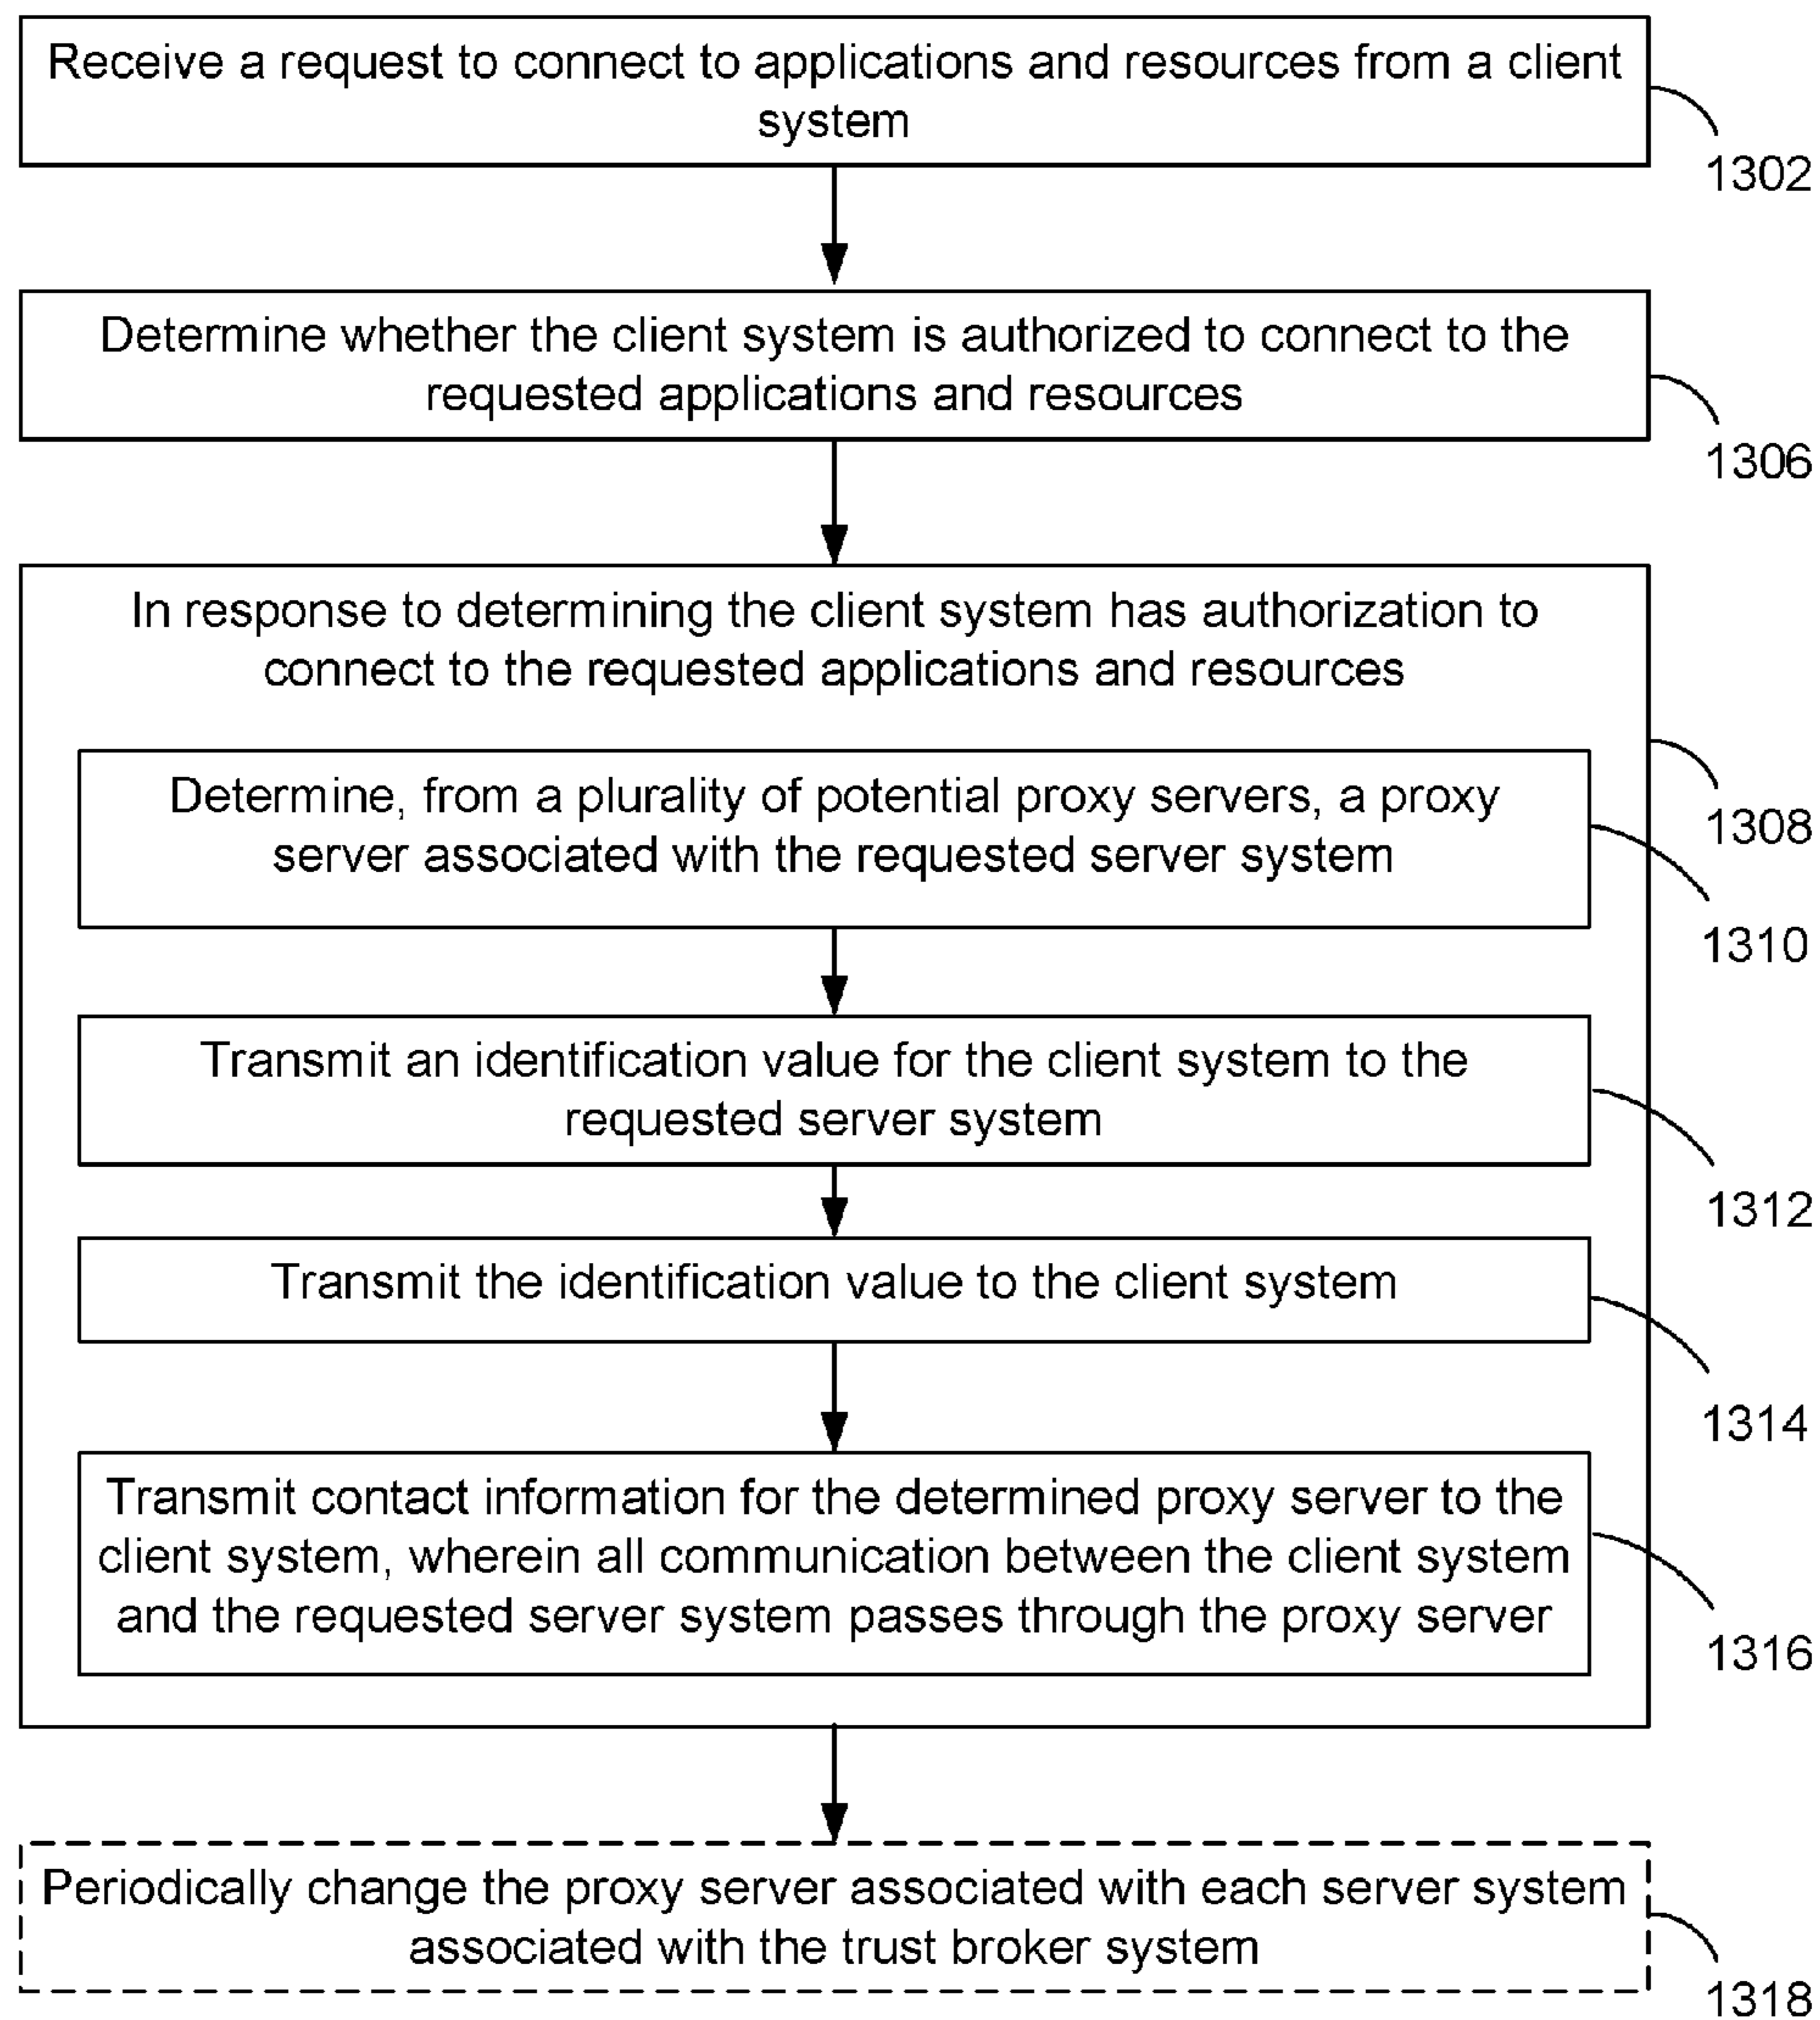 Receive a request to connect to applications and resources from a client
system
1302
Determine whether the client system is authorized to connect to the
requested applications and resources
1306
In response to determining the client system has authorization to
connect to the requested applications and resources
1308
Determine, from a plurality of potential proxy servers, a proxy
server associated with the requested server system
1310
Transmit an identification value for the client system to the
requested server system
1312
Transmit the identification value to the client system
1314
Transmit contact information for the determined proxy server to the
client system, wherein all communication between the client system
and the requested server system passes through the proxy server
1316
Periodically change the proxy server associated with each server system
associated with the trust broker system
1318